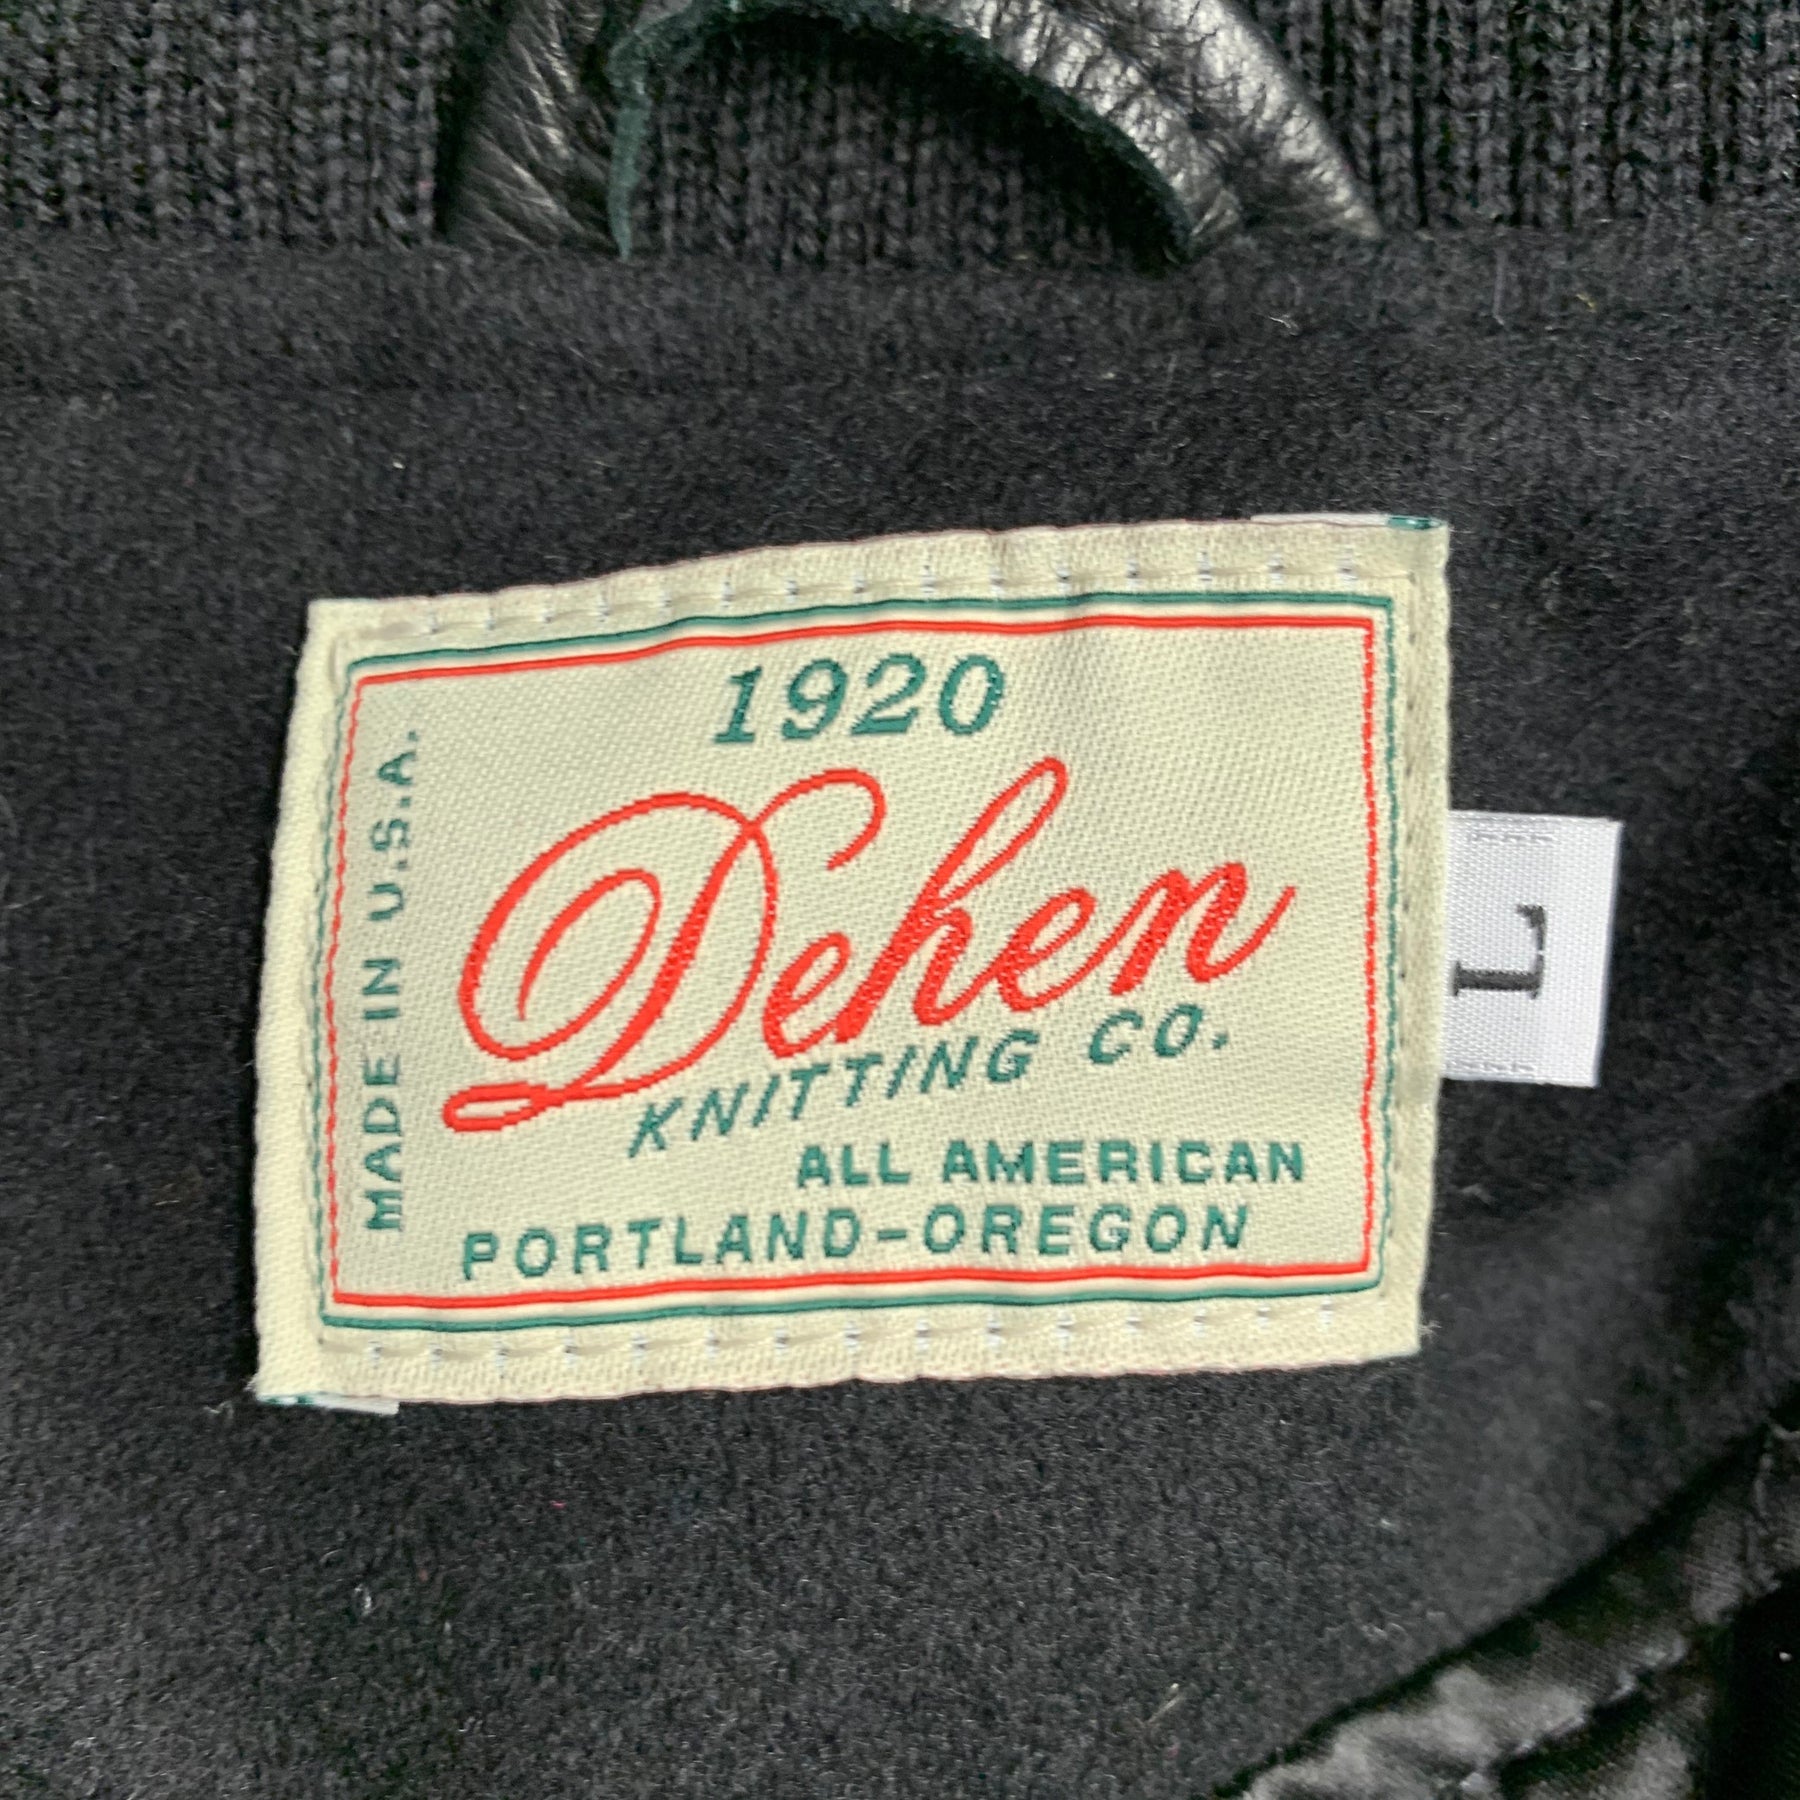 1920
Dehen
KNITTING CO.
ALL AMERICAN
PORTLAND-OREGON
MADE IN U.S.A.
L